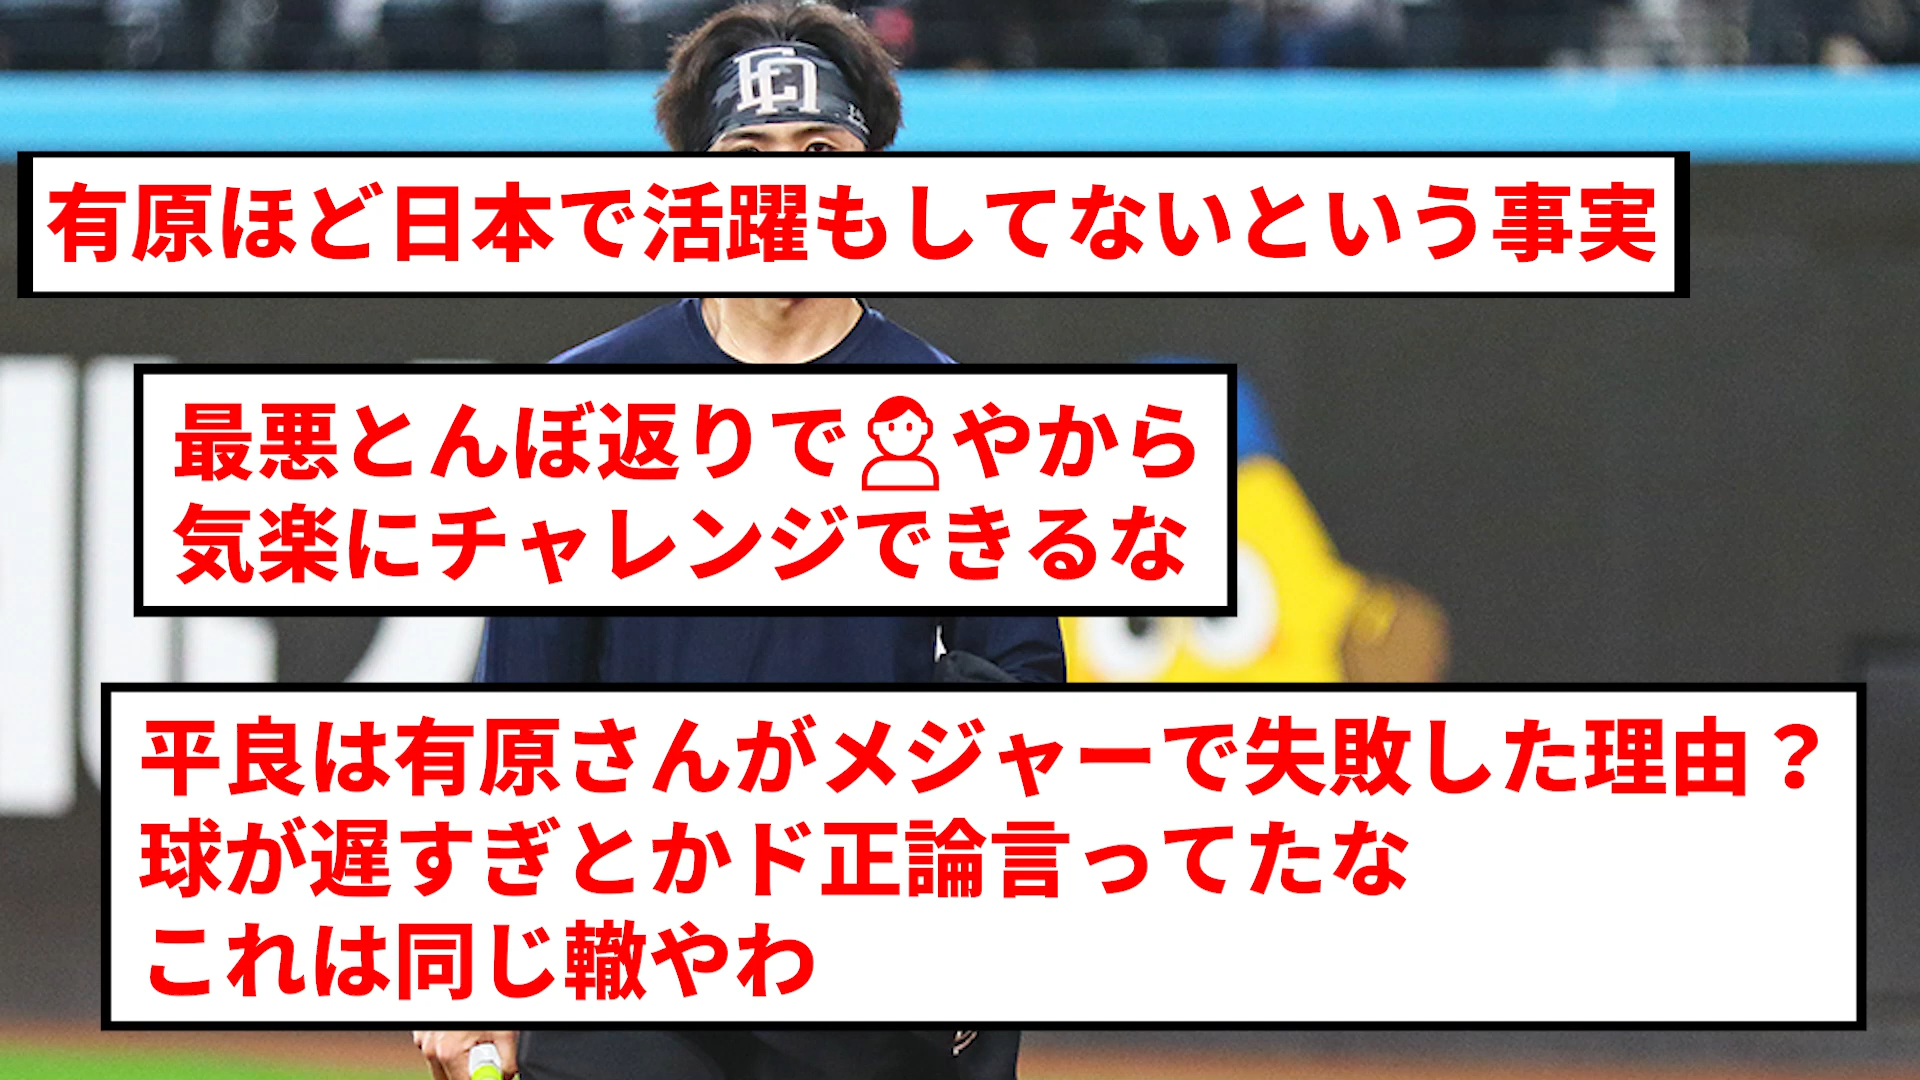 有原ほど日本で活躍もしてないという事実
最悪とんぼ返りでやから
気楽にチャレンジできるな
平良は有原さんがメジャーで失敗した理由？
球が遅すぎとかド正論言ってたな
これは同じ轍やわ